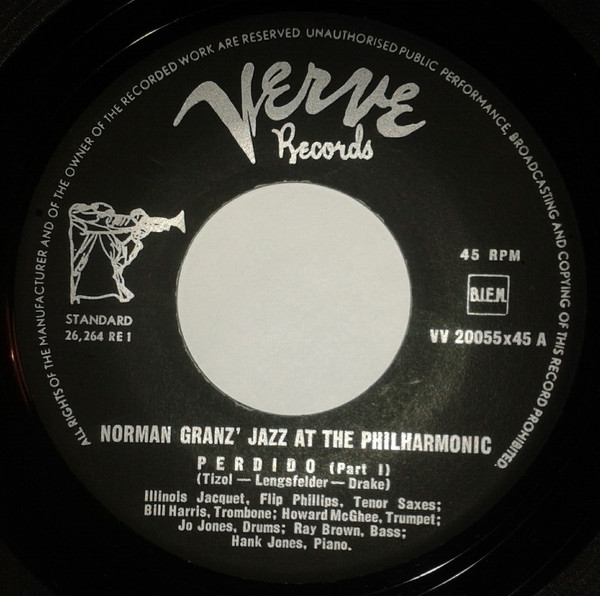 ALL RIGHTS OF THE MANUFACTURER AND OF THE OWNER OF THE RECORDED WORK ARE RESERVED UNAUTHORISED PUBLIC PERFORMANCE, BROADCASTING AND COPYING OF THIS RECORD PROHIBITED.
Verve
Records
45 RPM
B.I.E.M.
STANDARD
26,264 RE 1
VV 20055x45 A
NORMAN GRANZ' JAZZ AT THE PHILHARMONIC
PERDIDO (Part I)
(Tizol — Lengsfelder — Drake)
Illinois Jacquet, Flip Phillips, Tenor Saxes;
Bill Harris, Trombone; Howard McGhee, Trumpet;
Jo Jones, Drums; Ray Brown, Bass;
Hank Jones, Piano.